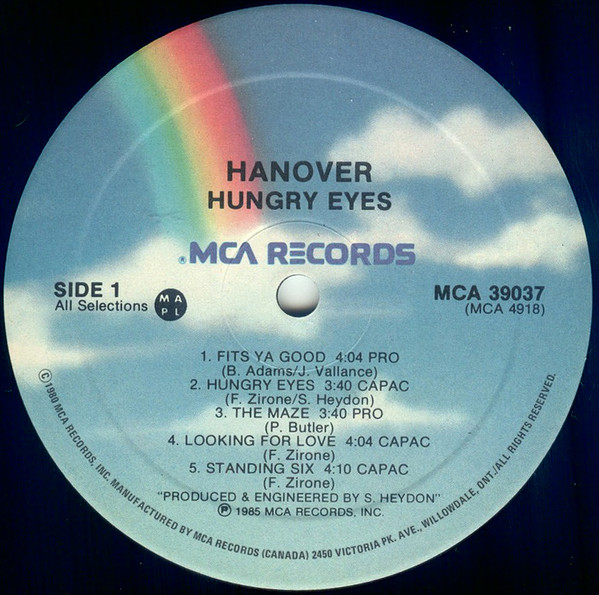 HANOVER
HUNGRY EYES
®MCA RECORDS
SIDE 1
All Selections
M A
P L
MCA 39037
(MCA 4918)
1. FITS YA GOOD 4:04 PRO
(B. Adams/J. Vallance)
2. HUNGRY EYES 3:40 CAPAC
(F. Zirone/S. Heydon)
3. THE MAZE 3:40 PRO
(P. Butler)
4. LOOKING FOR LOVE 4:04 CAPAC
(F. Zirone)
5. STANDING SIX 4:10 CAPAC
(F. Zirone)
"PRODUCED & ENGINEERED BY S. HEYDON"
℗ 1985 MCA RECORDS, INC.
© 1980 MCA RECORDS, INC. MANUFACTURED BY MCA RECORDS (CANADA) 2450 VICTORIA PK. AVE., WILLOWDALE, ONT./ALL RIGHTS RESERVED.